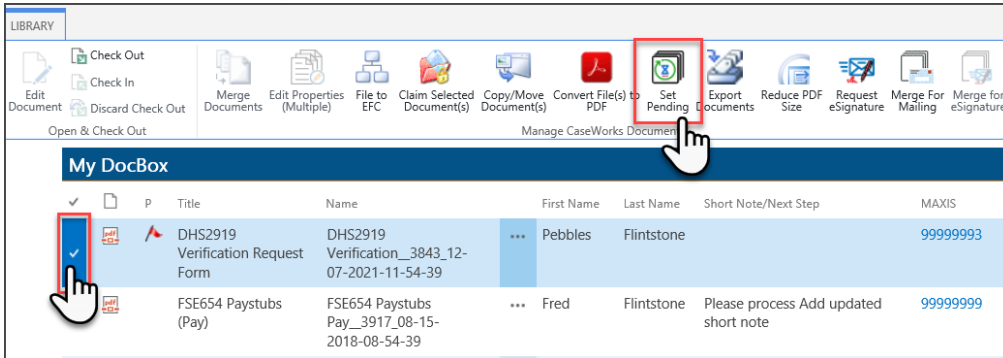 LIBRARY
Edit Document
Check Out
Check In
Discard Check Out
Open & Check Out
Merge Documents
Edit Properties (Multiple)
File to EFC
Claim Selected Document(s)
Copy/Move Document(s)
Convert File(s) to PDF
Set Pending
Export Documents
Reduce PDF Size
Request eSignature
Merge For Mailing
Merge for eSignature
Manage CaseWorks Document
My DocBox
P Title Name First Name Last Name Short Note/Next Step MAXIS
pdf
DHS2919
Verification Request
Form
DHS2919
Verification__3843_12-
07-2021-11-54-39
... Pebbles Flintstone 99999993
pdf
FSE654 Paystubs
(Pay)
FSE654 Paystubs
Pay__3917_08-15-
2018-08-54-39
... Fred Flintstone
Please process Add updated
short note
99999999